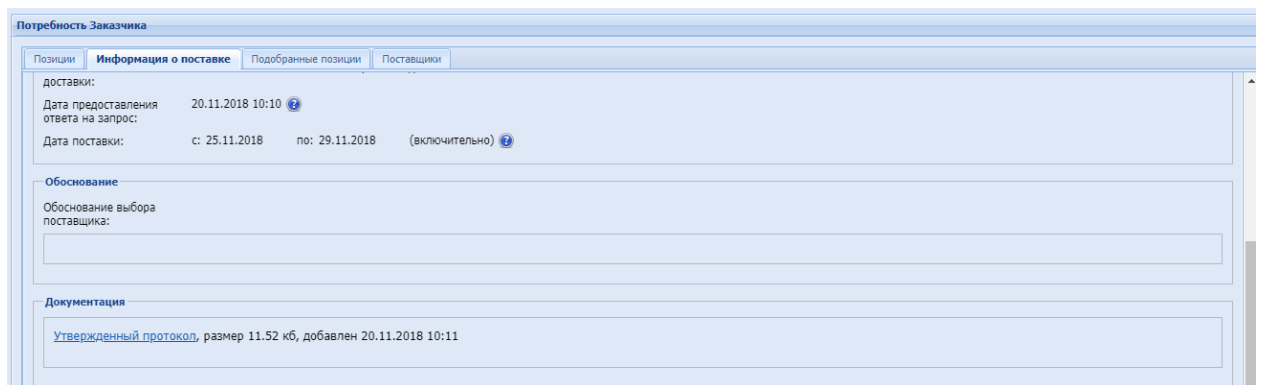 Потребность Заказчика
Позиции Информация о поставке Подобранные позиции Поставщики
доставки:
Дата предоставления 20.11.2018 10:10
ответа на запрос:
Дата поставки: с: 25.11.2018 по: 29.11.2018 (включительно)
Обоснование
Обоснование выбора
поставщика:
Документация
Утвержденный протокол, размер 11.52 кб, добавлен 20.11.2018 10:11